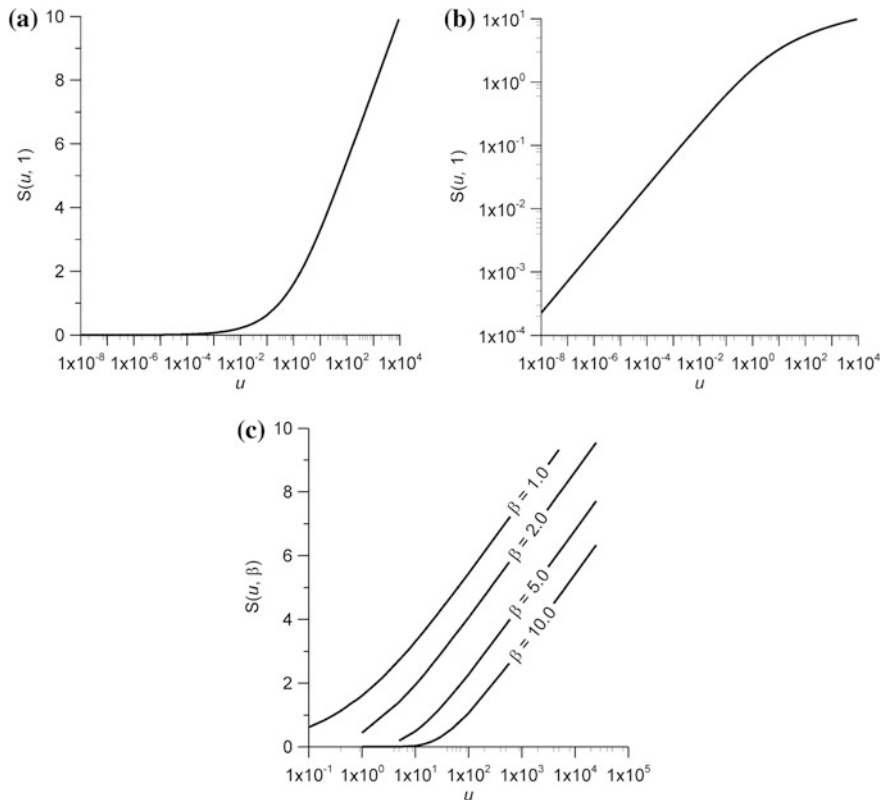 (a)
10
8
6
4
2
0
S(u, 1)
1x10⁻⁸ 1x10⁻⁶ 1x10⁻⁴ 1x10⁻² 1x10⁰ 1x10² 1x10⁴
u
(b)
1x10¹
1x10⁰
1x10⁻¹
1x10⁻²
1x10⁻³
1x10⁻⁴
S(u, 1)
1x10⁻⁸ 1x10⁻⁶ 1x10⁻⁴ 1x10⁻² 1x10⁰ 1x10² 1x10⁴
u
(c)
10
8
6
4
2
0
S(u, β)
β = 1.0
β = 2.0
β = 5.0
β = 10.0
1x10⁻¹ 1x10⁰ 1x10¹ 1x10² 1x10³ 1x10⁴ 1x10⁵
u